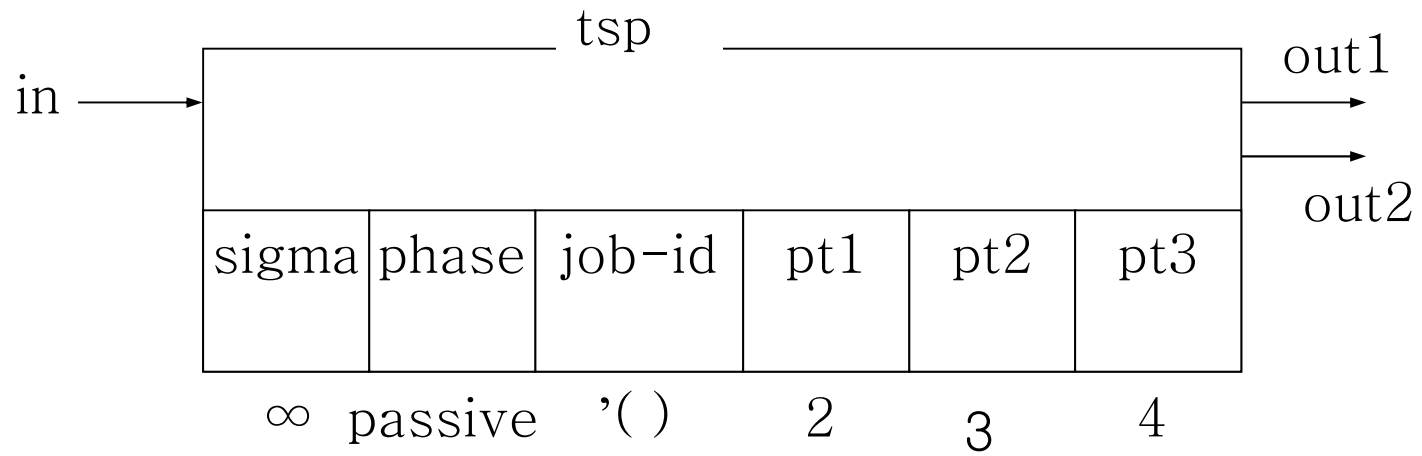 tsp
out1
in
out2
sigma phase job-id pt1 pt2 pt3
∞ passive ’( ) 2 3 4